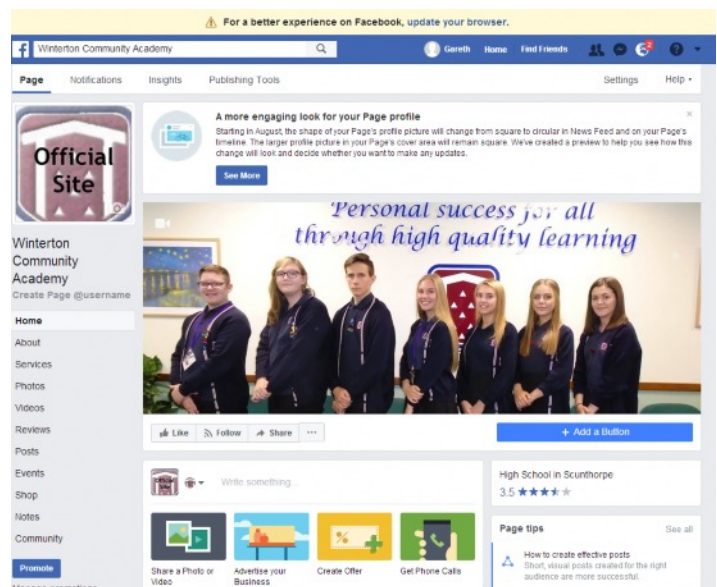 For a better experience on Facebook, update your browser.
Winterton Community Academy
Gareth Home Find Friends
2
Page Notifications Insights Publishing Tools Settings Help
Official
Site
Winterton
Community
Academy
Create Page @username
Home
About
Services
Photos
Videos
Reviews
Posts
Events
Shop
Notes
Community
Promote
A more engaging look for your Page profile
Starting in August, the shape of your Page's profile picture will change from square to circular in News Feed and on your Page's
timeline. The larger profile picture in your Page's cover area will remain square. We've created a preview to help you see how this
change will look and decide whether you want to make any updates.
See More
Personal success for all
through high quality learning
Like Follow Share ...
+ Add a Button
Write something...
Share a Photo or
Video
Advertise your
Business
Create Offer
Get Phone Calls
High School in Scunthorpe
3.5 ★★★★★
Page tips See all
How to create effective posts
Short, visual posts created for the right
audience are more successful.